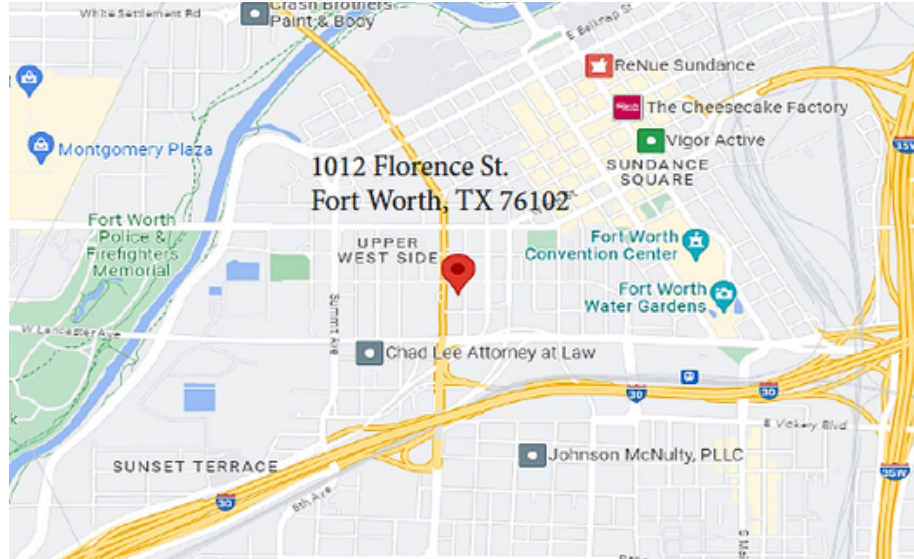 Crash Brothers
Paint & Body
White Settlement Rd
E Belknap St
ReNue Sundance
The Cheesecake Factory
Vigor Active
Montgomery Plaza
SUNDANCE
SQUARE
1012 Florence St.
Fort Worth, TX 76102
35W
Fort Worth
Police &
Firefighters
Memorial
UPPER
WEST SIDE
Fort Worth
Convention Center
Fort Worth
Water Gardens
Summit Ave
W Lancaster Ave
Chad Lee Attorney at Law
30
30
E Vickery Blvd
Johnson McNulty, PLLC
SUNSET TERRACE
35W
30
8th Ave